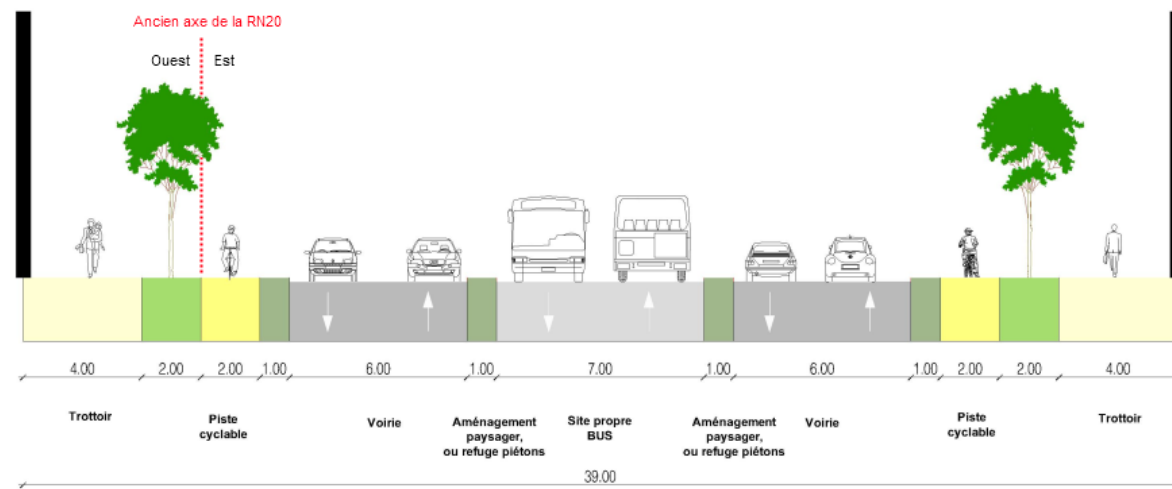 Ancien axe de la RN20
Ouest Est
4.00 2.00 2.00 1.00 6.00 1.00 7.00 1.00 6.00 1.00 2.00 2.00 4.00
Trottoir
Piste
cyclable
Voirie
Aménagement
paysager,
ou refuge piétons
Site propre
BUS
Aménagement
paysager,
ou refuge piétons
Voirie
Piste
cyclable
Trottoir
39.00